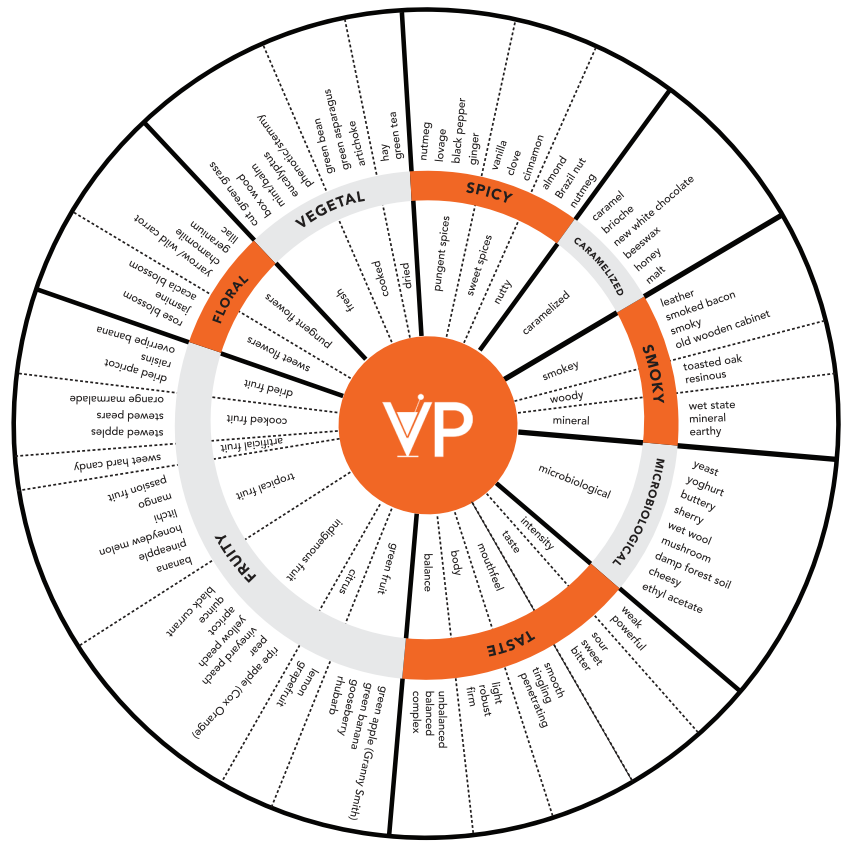 VP
SPICY
pungent spices
nutmeg
lovage
black pepper
ginger
sweet spices
vanilla
clove
cinnamon
nutty
almond
Brazil nut
nutmeg
CARAMELIZED
caramelized
caramel
brioche
new white chocolate
beeswax
honey
malt
SMOKY
smokey
leather
smoked bacon
smoky
old wooden cabinet
woody
toasted oak
resinous
mineral
wet state
mineral
earthy
MICROBIOLOGICAL
microbiological
yeast
yoghurt
buttery
sherry
wet wool
mushroom
damp forest soil
cheesy
ethyl acetate
TASTE
intensity
weak
powerful
taste
sour
sweet
bitter
mouthfeel
smooth
tingling
penetrating
body
light
robust
firm
balance
unbalanced
balanced
complex
FRUITY
green fruit
green apple (Granny Smith)
green banana
gooseberry
rhubarb
citrus
lemon
grapefruit
indigenous fruit
ripe apple (Cox Orange)
pear
vineyard peach
yellow peach
apricot
quince
black currant
tropical fruit
banana
pineapple
honeydew melon
litchi
mango
passion fruit
artificial fruit
sweet hard candy
cooked fruit
stewed apples
stewed pears
orange marmalade
dried fruit
dried apricot
raisins
overripe banana
FLORAL
sweet flowers
rose blossom
jasmine
acacia blossom
pungent flowers
yarrow/ wild carrot
chamomile
geranium
lilac
VEGETAL
fresh
cut green grass
box wood
mint/balm
eucalyptus
phenolic/stemmy
cooked
green bean
green asparagus
artichoke
dried
hay
green tea